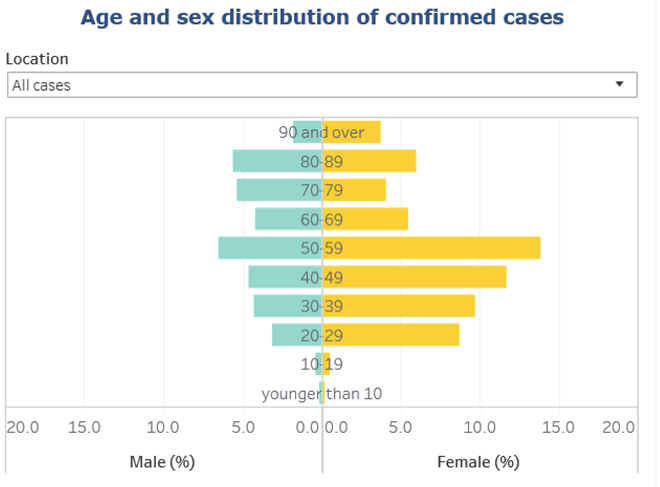 Age and sex distribution of confirmed cases
Location
All cases
90 and over
80-89
70-79
60-69
50-59
40-49
30-39
20-29
10-19
younger than 10
20.0 15.0 10.0 5.0 0.0 0.0 5.0 10.0 15.0 20.0
Male (%) Female (%)